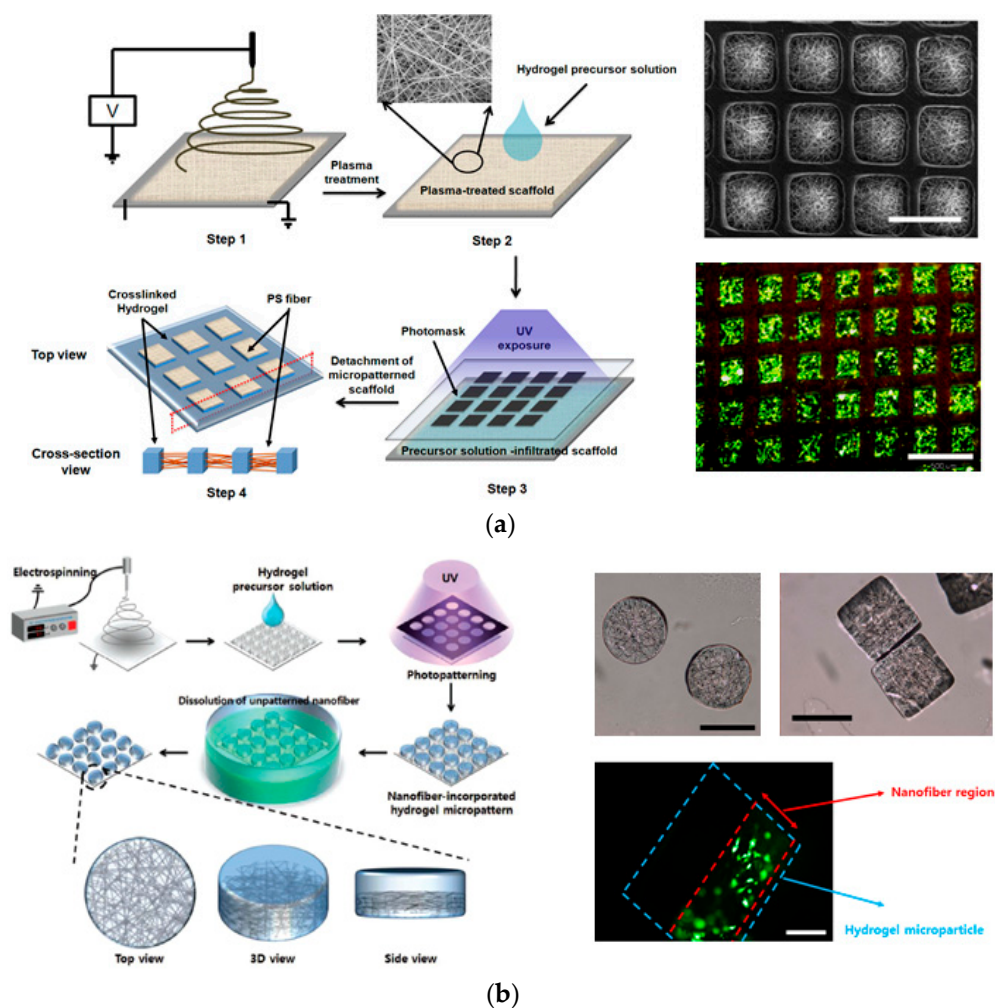 V
Plasma
treatment
Step 1
Hydrogel precursor solution
Plasma-treated scaffold
Step 2
Photomask
UV
exposure
Precursor solution -infiltrated scaffold
Step 3
Detachment of
micropatterned
scaffold
Crosslinked
Hydrogel
PS fiber
Top view
Cross-section
view
Step 4
(a)
Electrospinning
Hydrogel
precursor solution
UV
Photopatterning
Nanofiber-incorporated
hydrogel micropattern
Dissolution of unpatterned nanofiber
Top view
3D view
Side view
Nanofiber region
Hydrogel microparticle
(b)